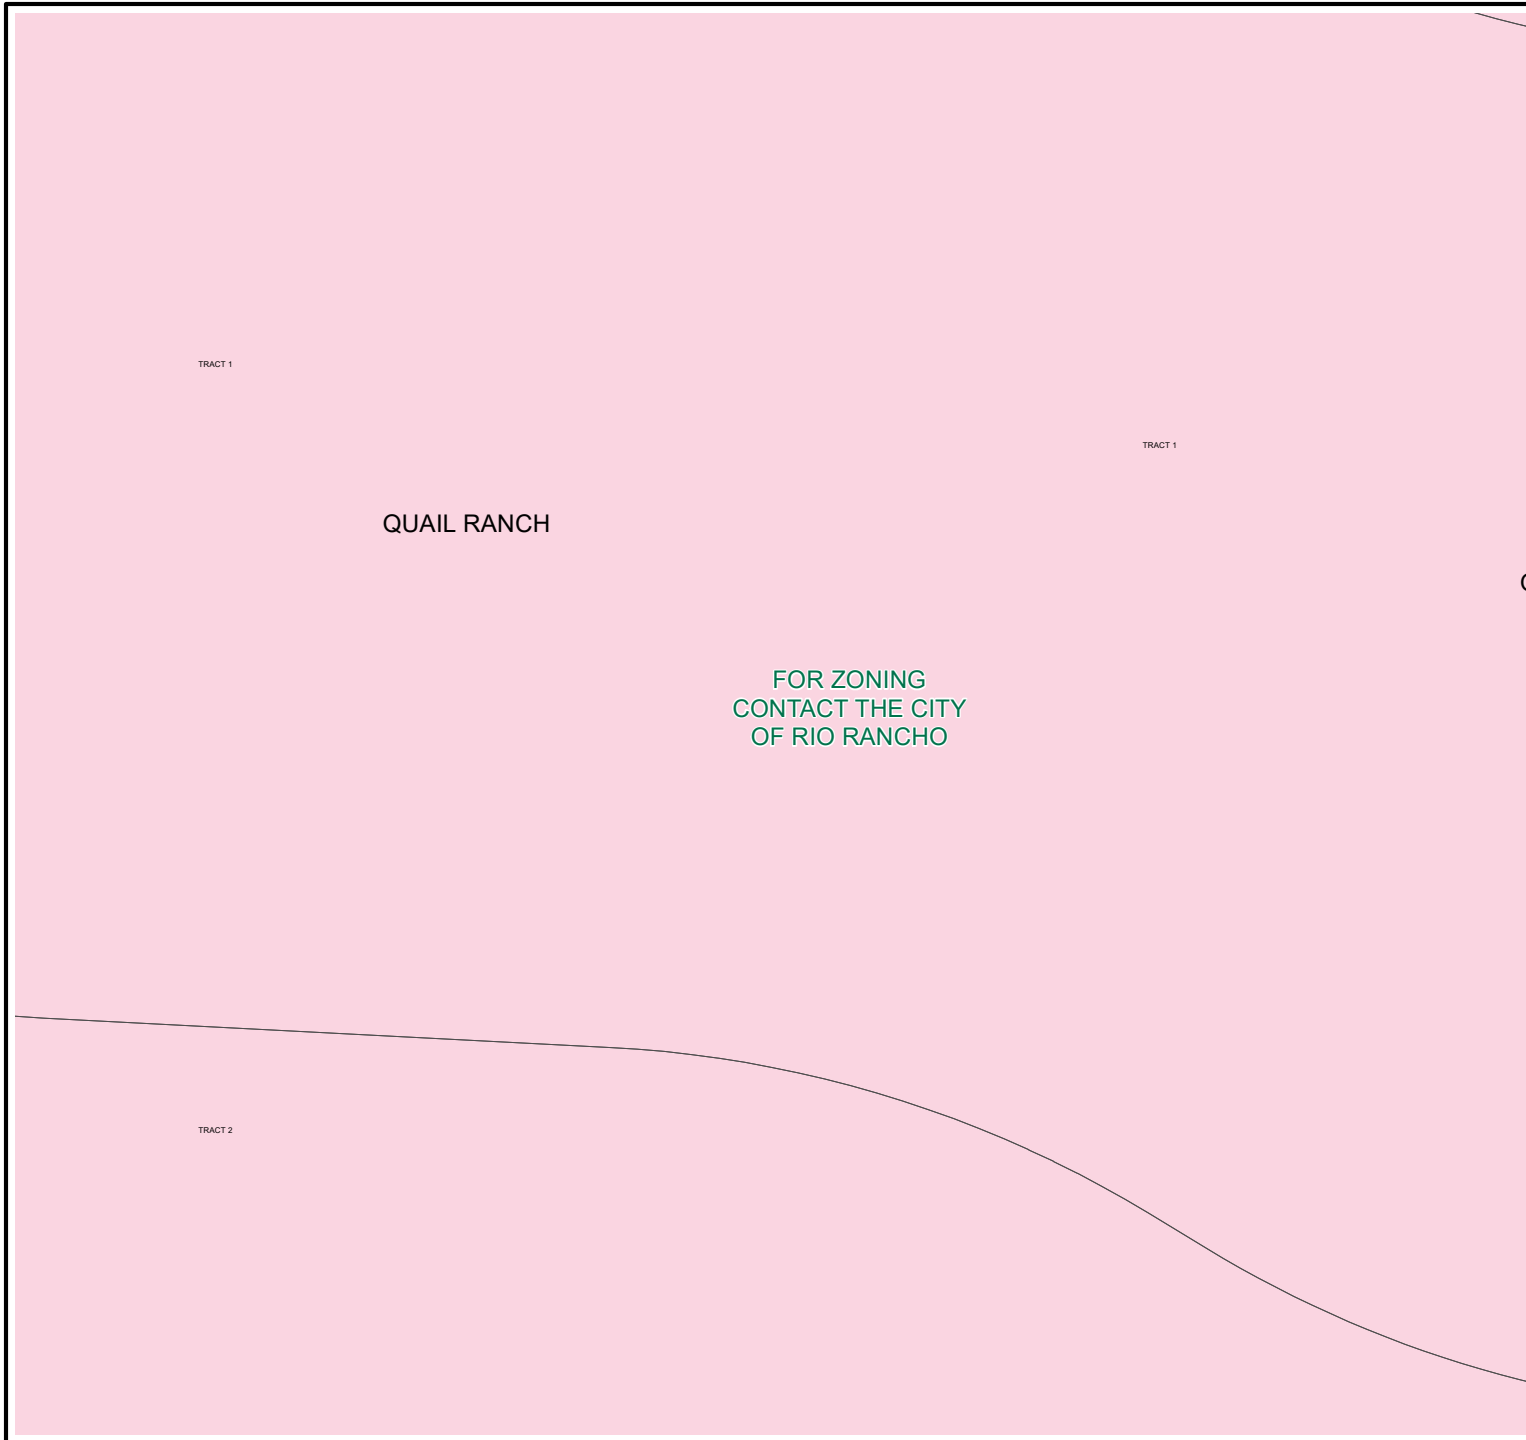 TRACT 1
TRACT 1
QUAIL RANCH
FOR ZONING
CONTACT THE CITY
OF RIO RANCHO
TRACT 2